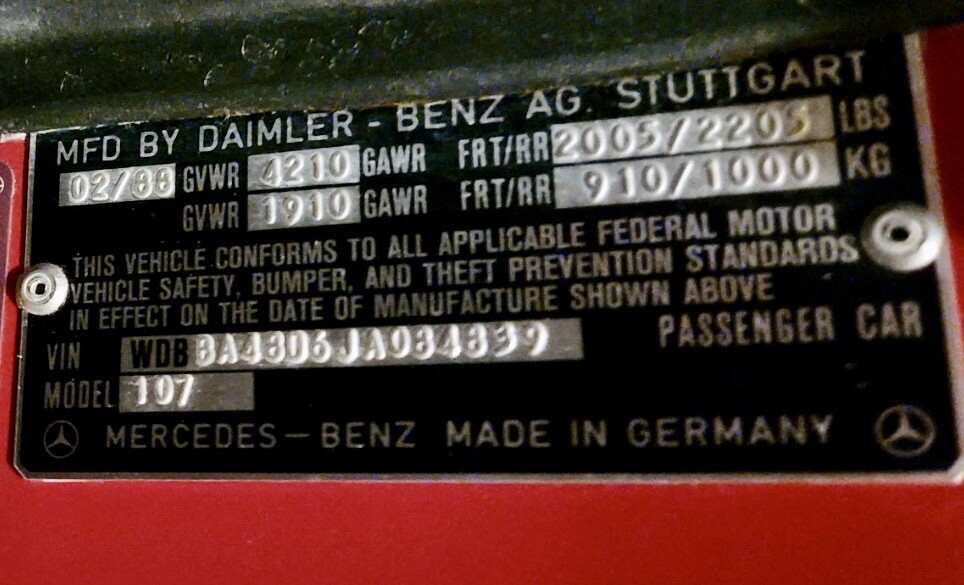 MFD BY DAIMLER - BENZ AG. STUTTGART
02/88 GVWR 4210 GAWR FRT/RR 2005/2205 LBS
GVWR 1910 GAWR FRT/RR 910/1000 KG
THIS VEHICLE CONFORMS TO ALL APPLICABLE FEDERAL MOTOR
VEHICLE SAFETY, BUMPER, AND THEFT PREVENTION STANDARDS
IN EFFECT ON THE DATE OF MANUFACTURE SHOWN ABOVE
VIN WDBBA48D6JA084839 PASSENGER CAR
MODEL 107
MERCEDES - BENZ MADE IN GERMANY